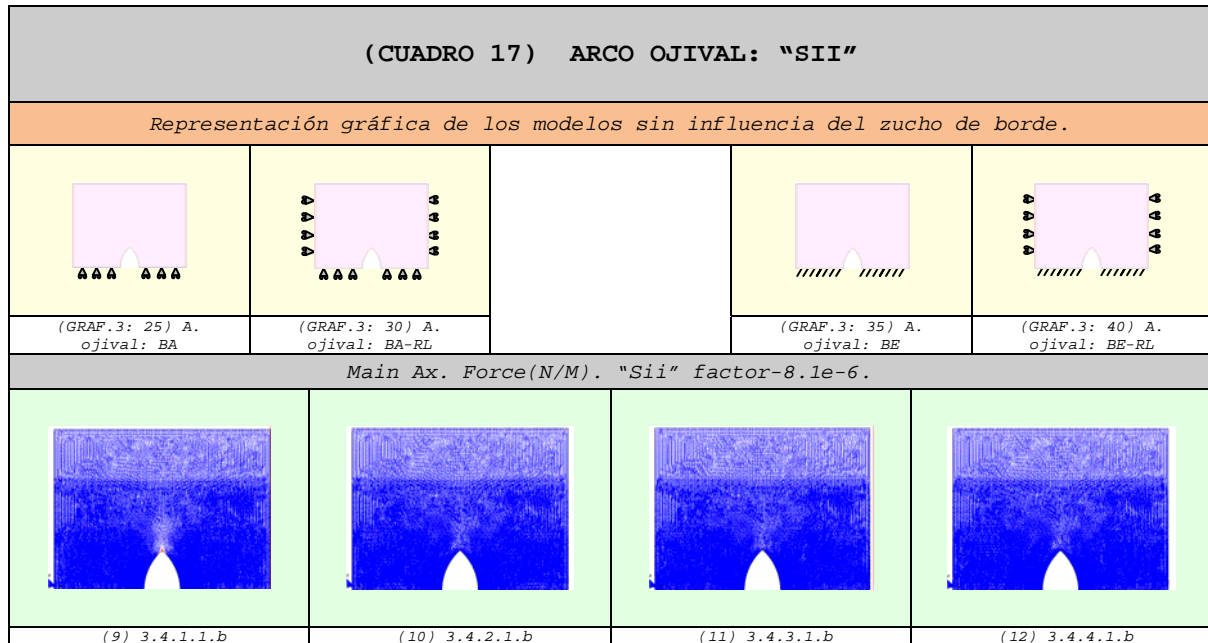 (CUADRO 17) ARCO OJIVAL: “SII”
Representación gráfica de los modelos sin influencia del zucho de borde.
(GRAF.3: 25) A.
ojival: BA
(GRAF.3: 30) A.
ojival: BA-RL
(GRAF.3: 35) A.
ojival: BE
(GRAF.3: 40) A.
ojival: BE-RL
Main Ax. Force(N/M). “Sii” factor-8.1e-6.
(9) 3.4.1.1.b
(10) 3.4.2.1.b
(11) 3.4.3.1.b
(12) 3.4.4.1.b